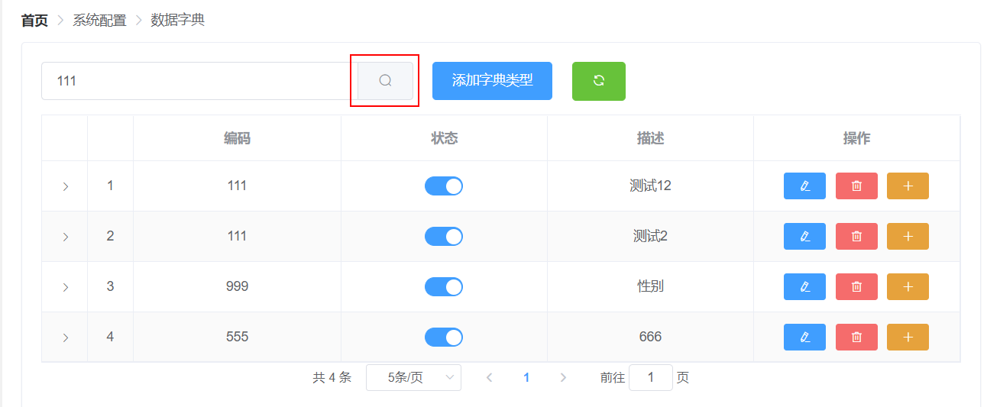 首页 系统配置 数据字典
111 添加字典类型
编码 状态 描述 操作
1 111 测试12
2 111 测试2
3 999 性别
4 555 666
共 4 条 5条/页 1 前往 1 页